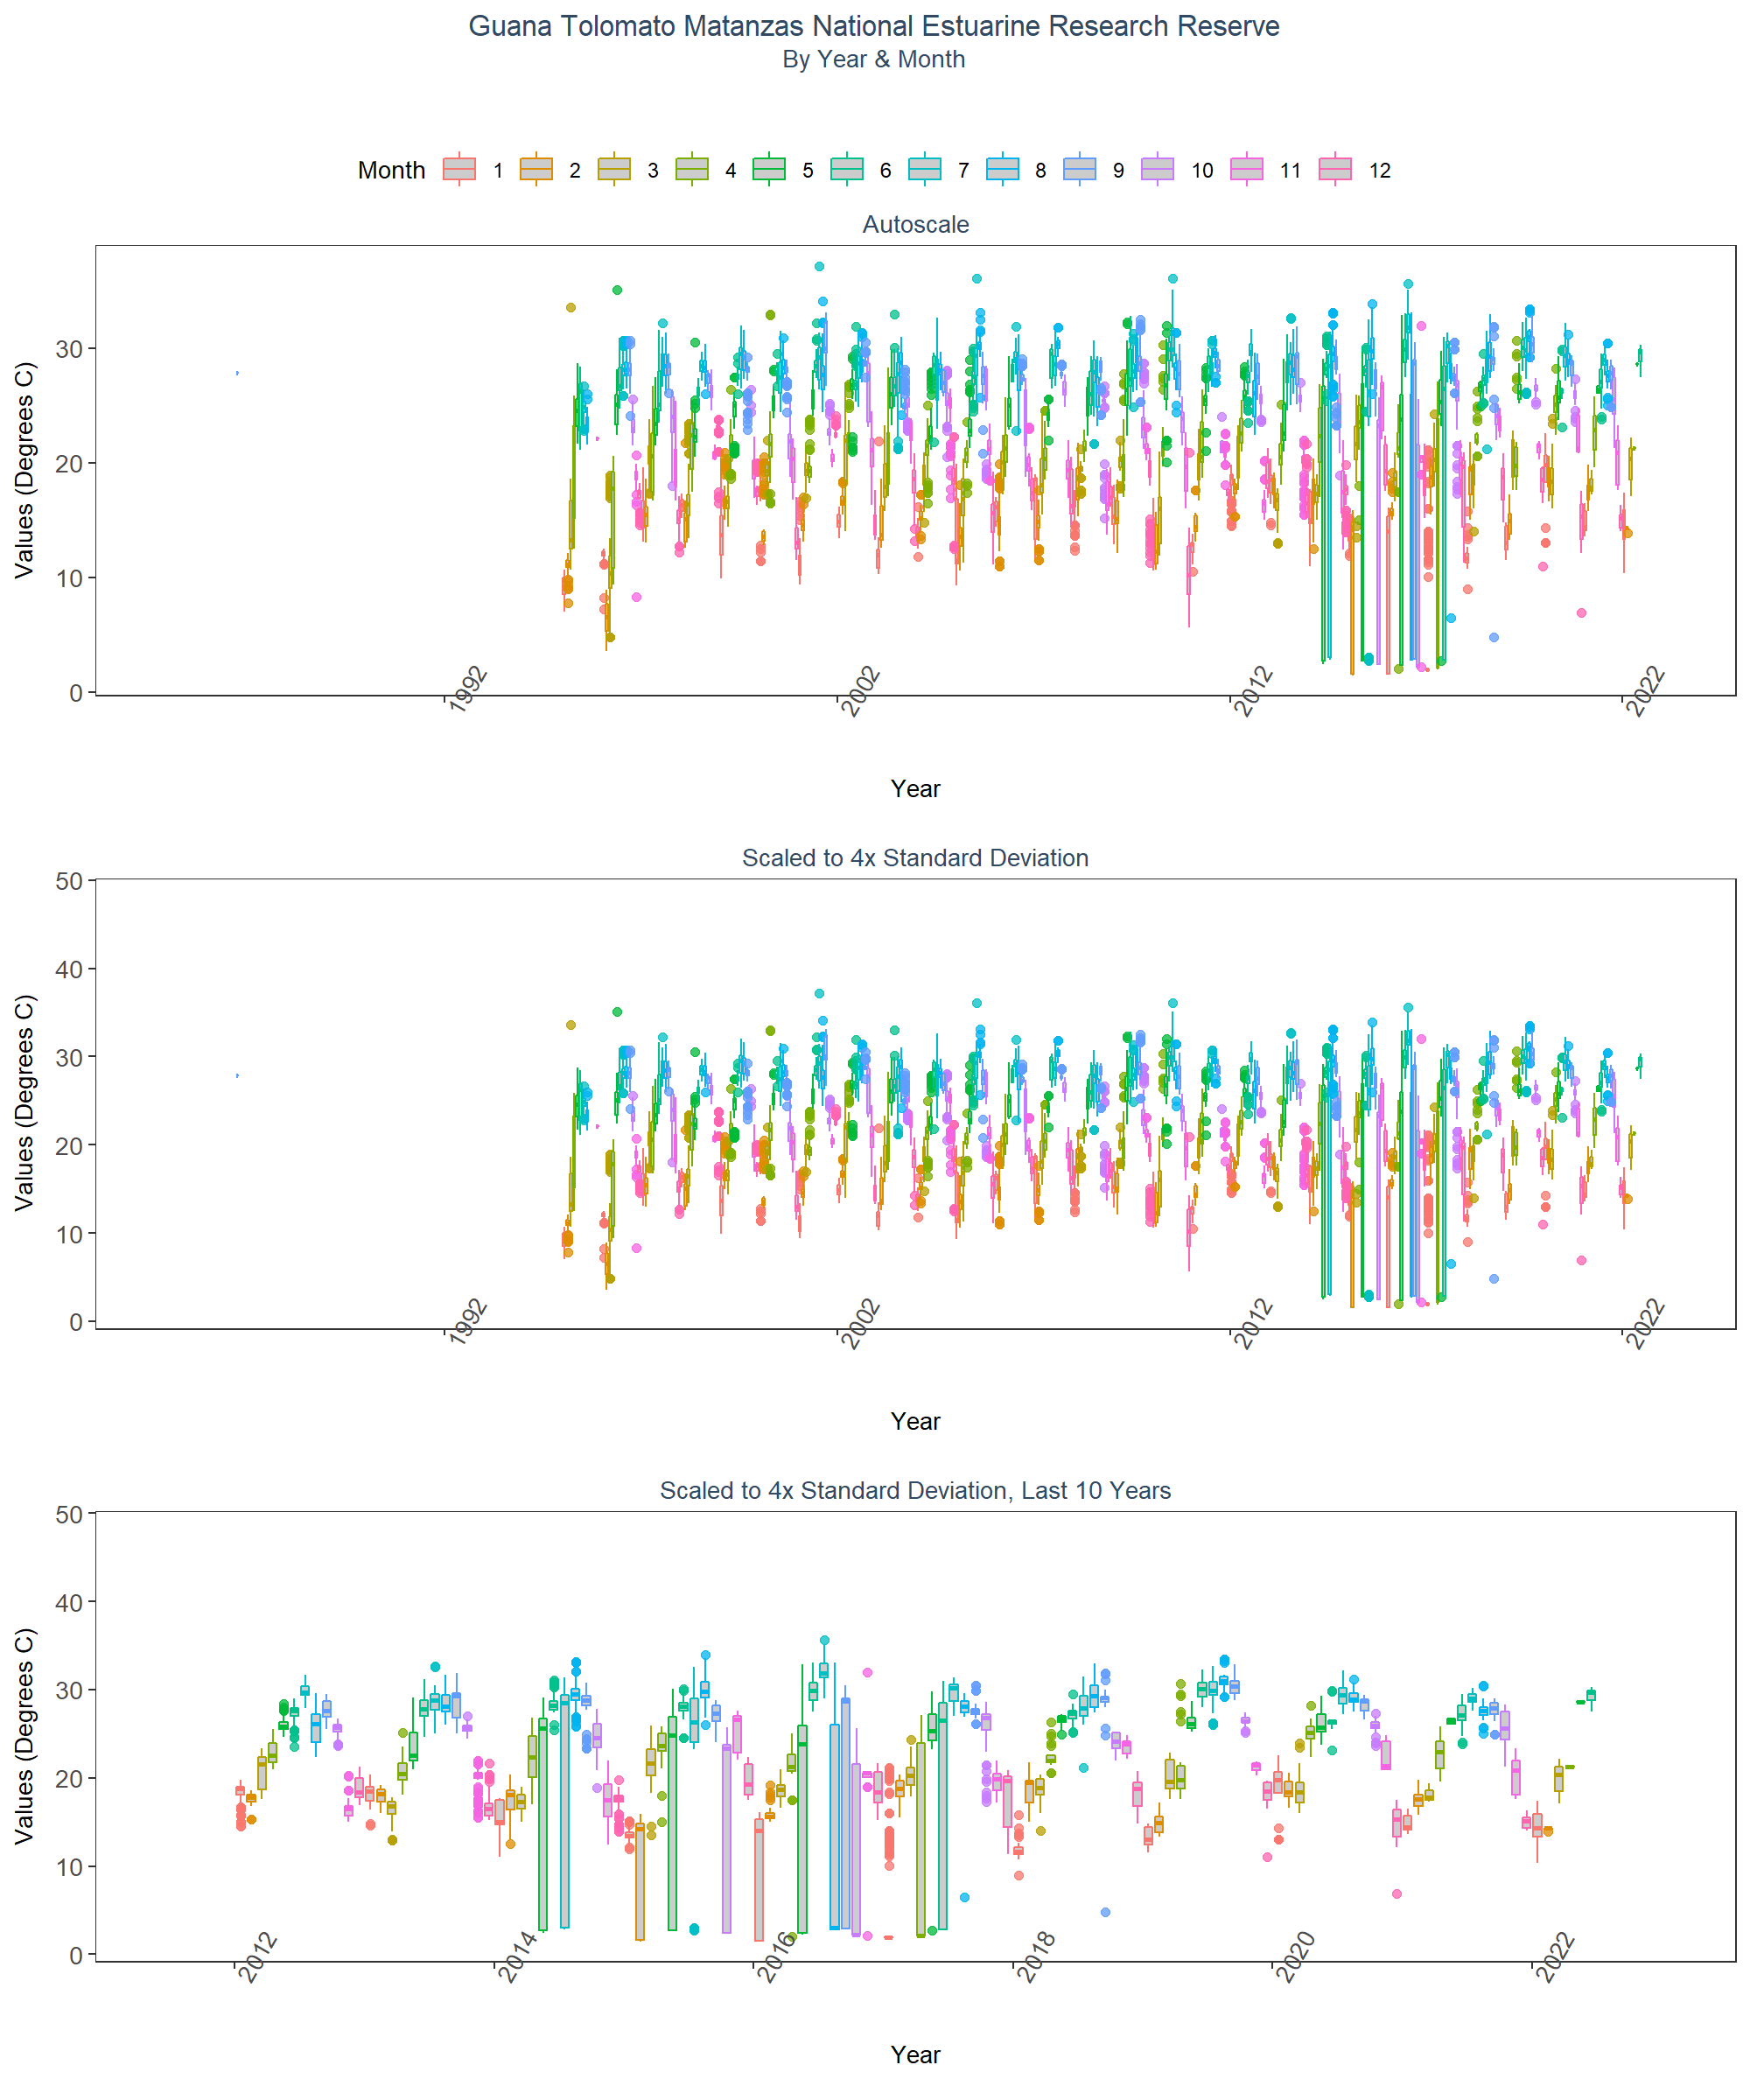 Guana Tolomato Matanzas National Estuarine Research Reserve
By Year & Month
Month 1 2 3 4 5 6 7 8 9 10 11 12
Autoscale
Values (Degrees C)
30
20
10
0
1992 2002 2012 2022
Year
Scaled to 4x Standard Deviation
Values (Degrees C)
50
40
30
20
10
0
1992 2002 2012 2022
Year
Scaled to 4x Standard Deviation, Last 10 Years
Values (Degrees C)
50
40
30
20
10
0
2012 2014 2016 2018 2020 2022
Year